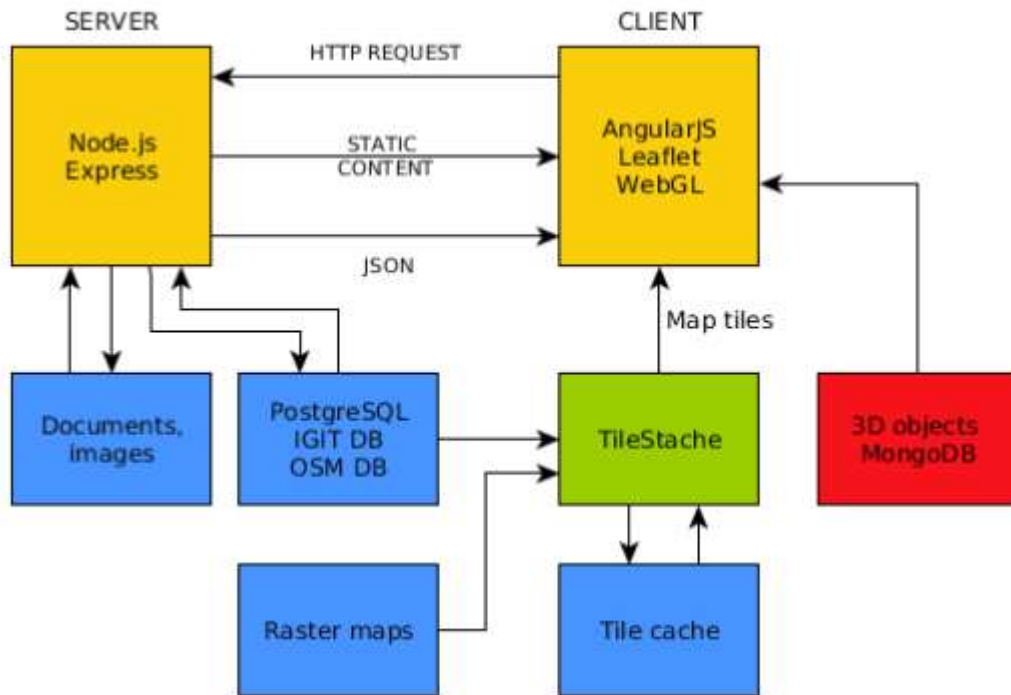 SERVER
CLIENT
HTTP REQUEST
Node.js
Express
STATIC
CONTENT
AngularJS
Leaflet
WebGL
JSON
Map tiles
Documents,
images
PostgreSQL
IGIT DB
OSM DB
TileStache
3D objects
MongoDB
Raster maps
Tile cache